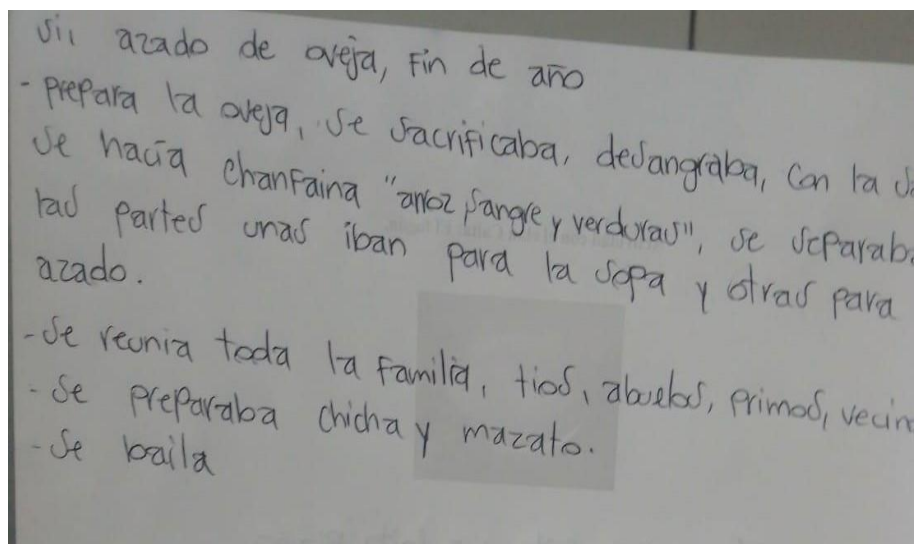 azado de oveja, Fin de año
- Prepara la oveja, se sacrificaba, desangraba, con la
se hacía chanfaina "arroz, sangre y verduras", se separab
las partes unas iban para la sopa y otras para
azado.
- Se reunia toda la familia, tios, abuelos, primos, vecin
- Se preparaba chicha y mazato.
- Se baila